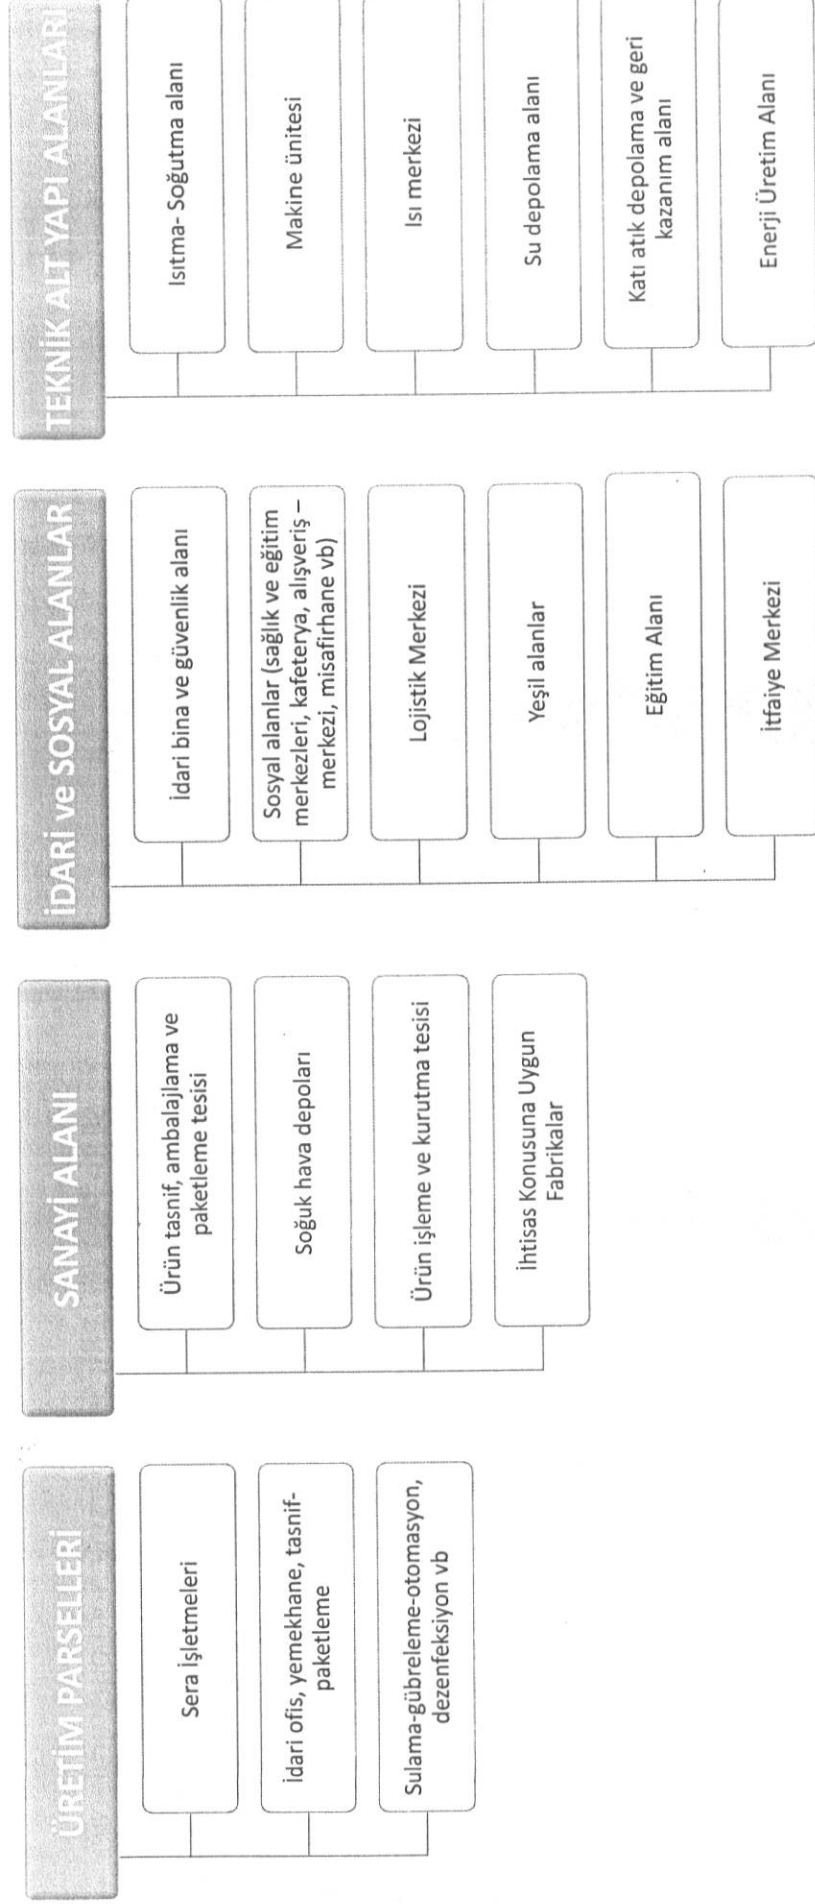 ÜRETİM PARSELLERİ
Sera İşletmeleri
İdari ofis, yemekhane, tasnif-
paketleme
Sulama-gübreleme-otomasyon,
dezenfeksiyon vb
SANAYİ ALANI
Ürün tasnif, ambalajlama ve
paketleme tesisi
Soğuk hava depoları
Ürün işleme ve kurutma tesisi
İhtisas Konusuna Uygun
Fabrikalar
İDARİ ve SOSYAL ALANLAR
İdari bina ve güvenlik alanı
Sosyal alanlar (sağlık ve eğitim
merkezleri, kafeterya, alışveriş –
merkezi, misafirhane vb)
Lojistik Merkezi
Yeşil alanlar
Eğitim Alanı
İtfaiye Merkezi
TEKNİK ALT YAPI ALANLARI
Isıtma- Soğutma alanı
Makine ünitesi
Isı merkezi
Su depolama alanı
Katı atık depolama ve geri
kazanım alanı
Enerji Üretim Alanı